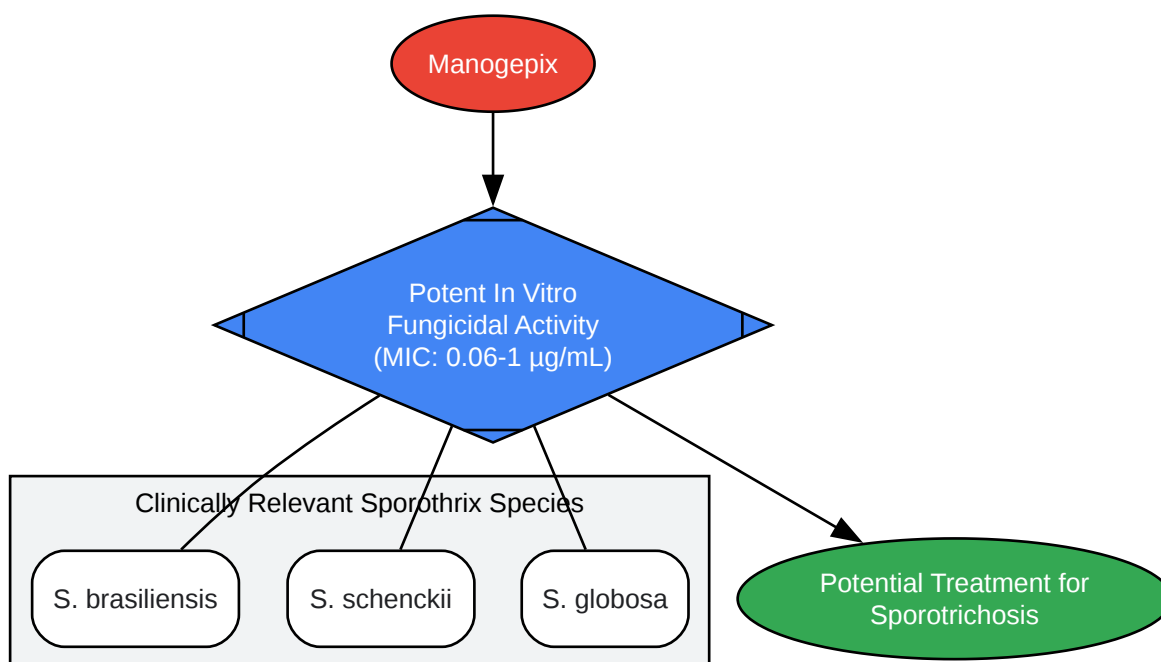 Manogepix
Potent In Vitro
Fungicidal Activity
(MIC: 0.06-1 µg/mL)
Clinically Relevant Sporothrix Species
S. brasiliensis
S. schenckii
S. globosa
Potential Treatment for
Sporotrichosis